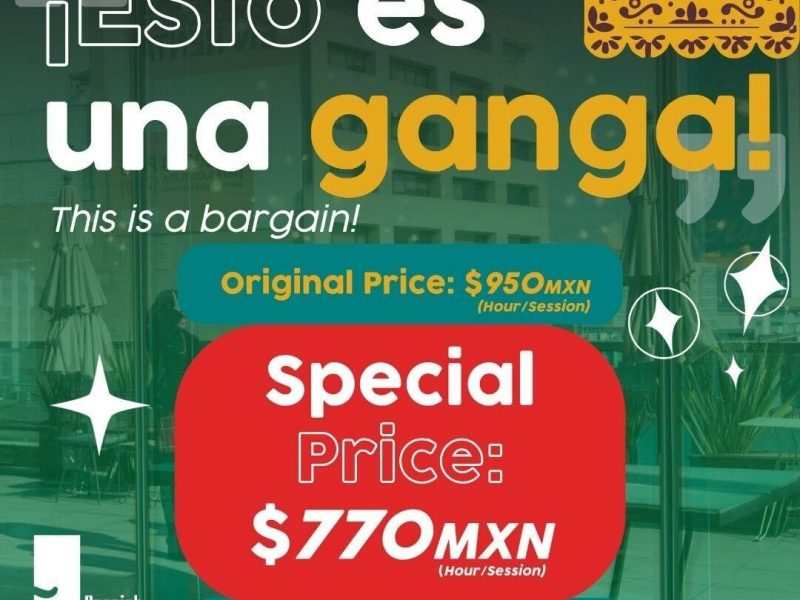 ¡ESTO es
una ganga!
This is a bargain!
Original Price: $950MXN
(Hour/Session)
Special
Price:
$770MXN
(Hour/Session)